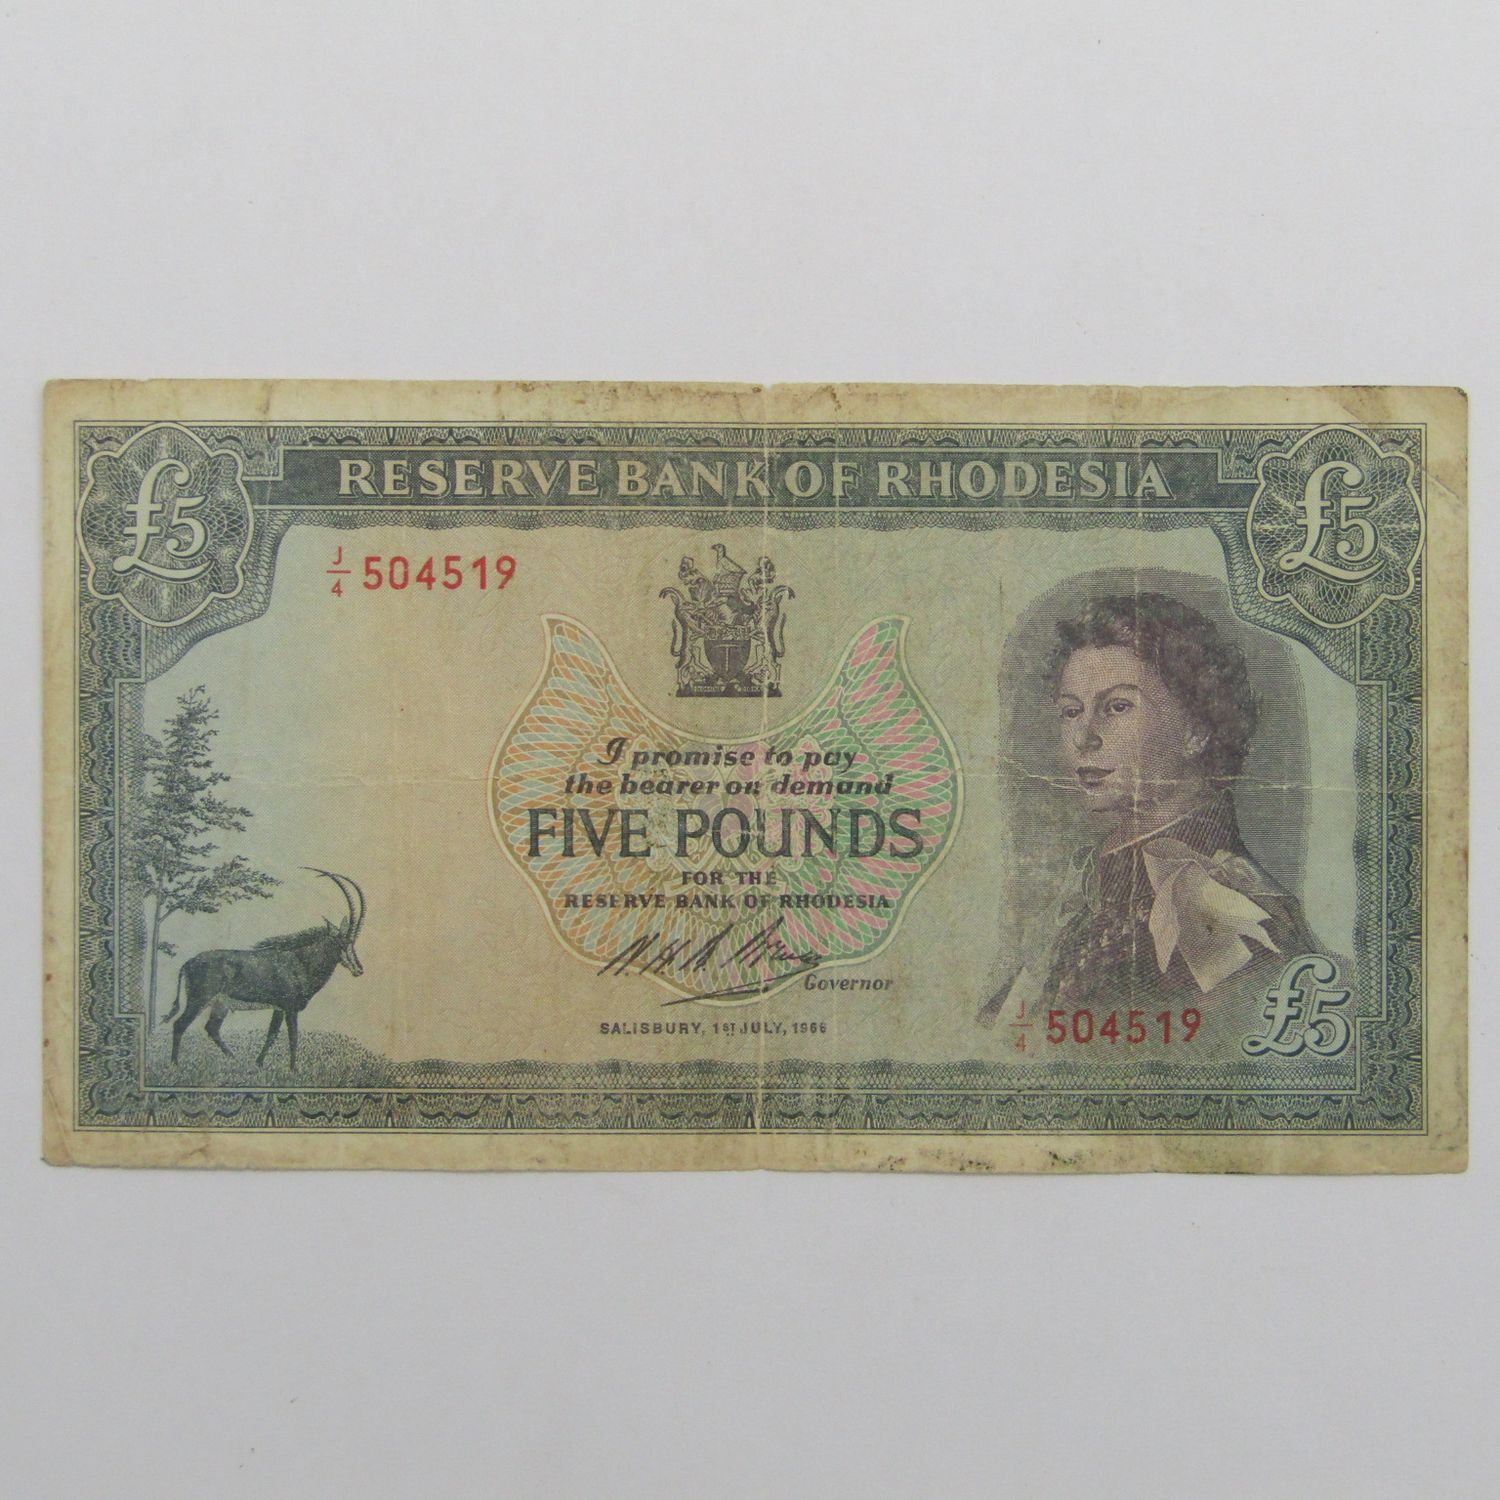 RESERVE BANK OF RHODESIA
£5
£5
J/4 504519
I promise to pay
the bearer on demand
FIVE POUNDS
FOR THE
RESERVE BANK OF RHODESIA
Governor
SALISBURY, 1ST JULY, 1966
J/4 504519
£5